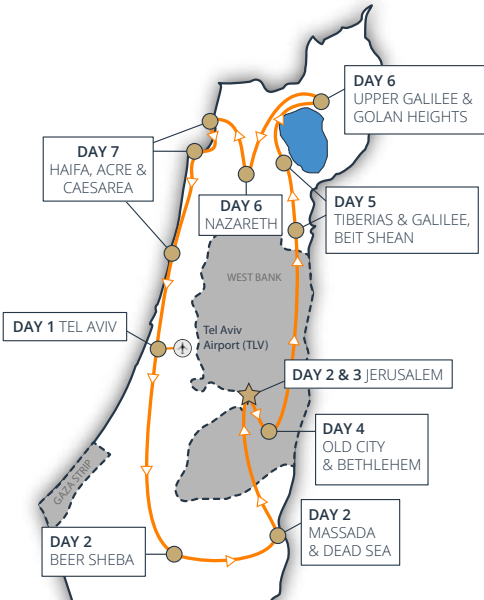 DAY 6
UPPER GALILEE &
GOLAN HEIGHTS
DAY 7
HAIFA, ACRE &
CAESAREA
DAY 6
NAZARETH
DAY 5
TIBERIAS & GALILEE,
BEIT SHEAN
WEST BANK
DAY 1 TEL AVIV
Tel Aviv
Airport (TLV)
DAY 2 & 3 JERUSALEM
DAY 4
OLD CITY
& BETHLEHEM
GAZA STRIP
DAY 2
MASSADA
& DEAD SEA
DAY 2
BEER SHEBA